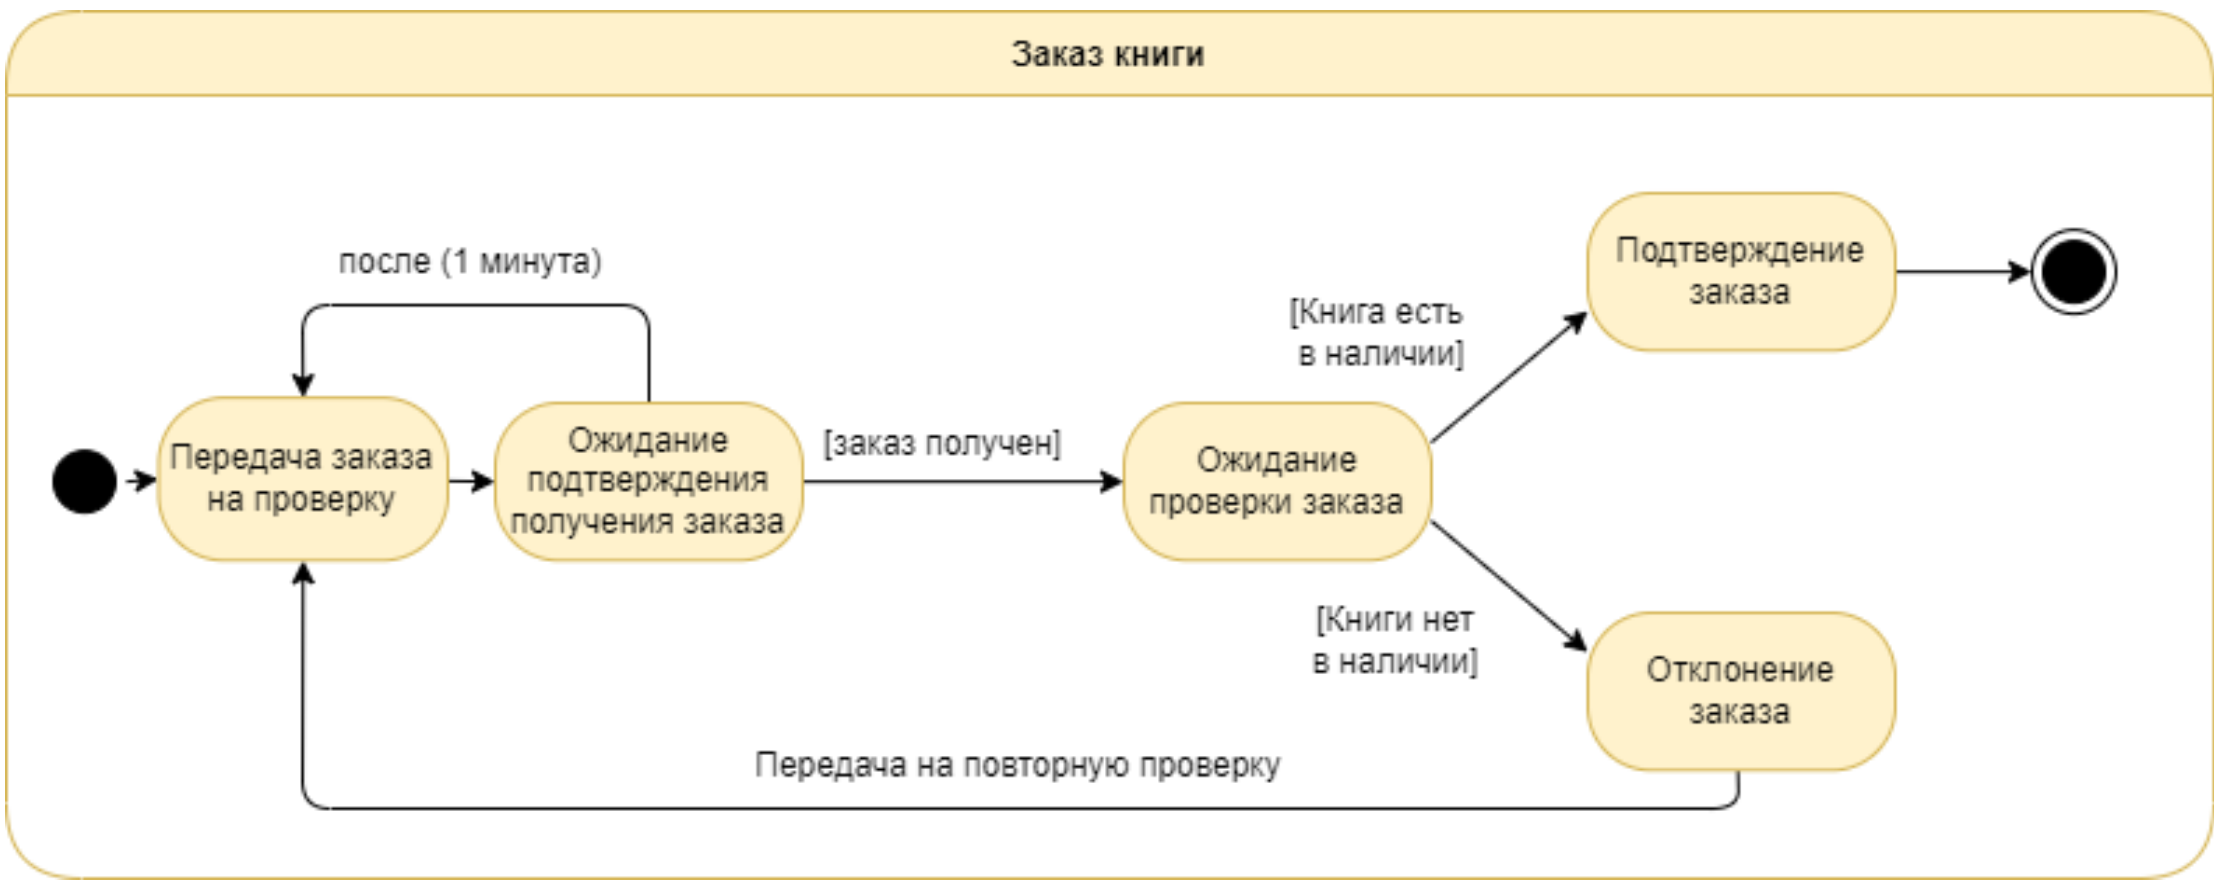 Заказ книги
после (1 минута)
Передача заказа
на проверку
Ожидание
подтверждения
получения заказа
[заказ получен]
Ожидание
проверки заказа
[Книга есть
в наличии]
Подтверждение
заказа
[Книги нет
в наличии]
Отклонение
заказа
Передача на повторную проверку